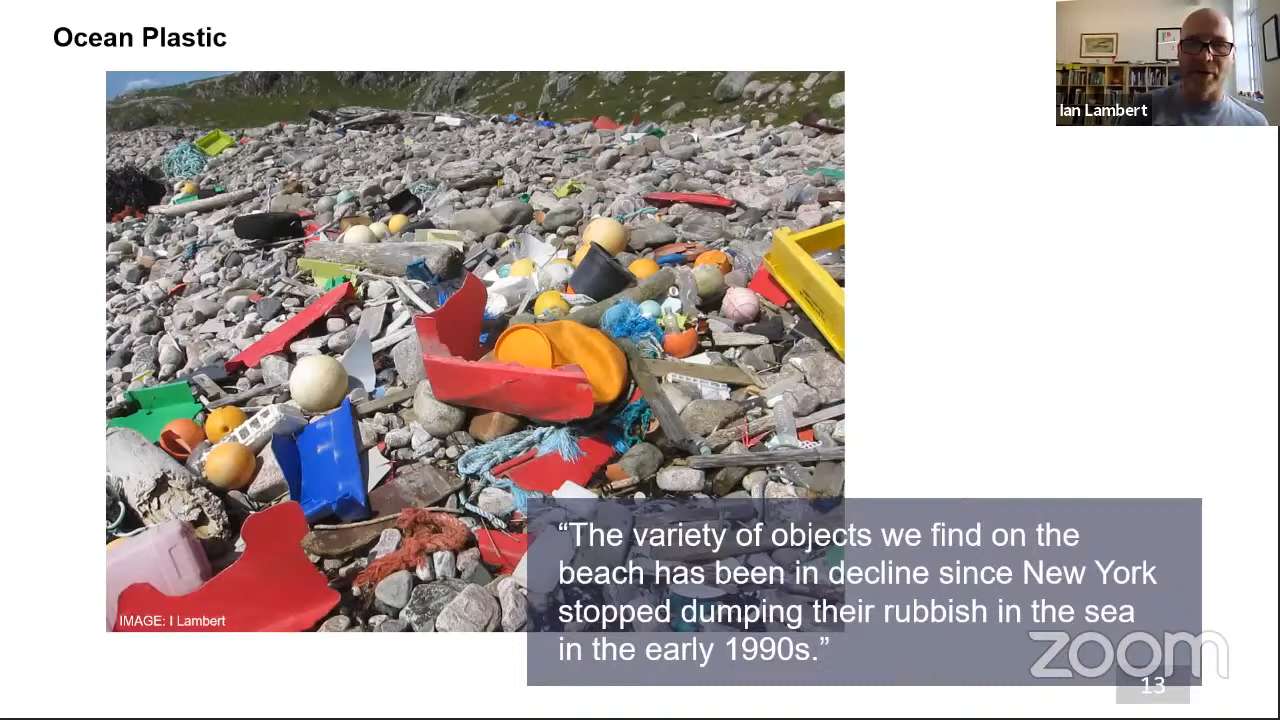 Ocean Plastic
Ian Lambert
IMAGE: I Lambert
“The variety of objects we find on the
beach has been in decline since New York
stopped dumping their rubbish in the sea
in the early 1990s.”
zoom
13